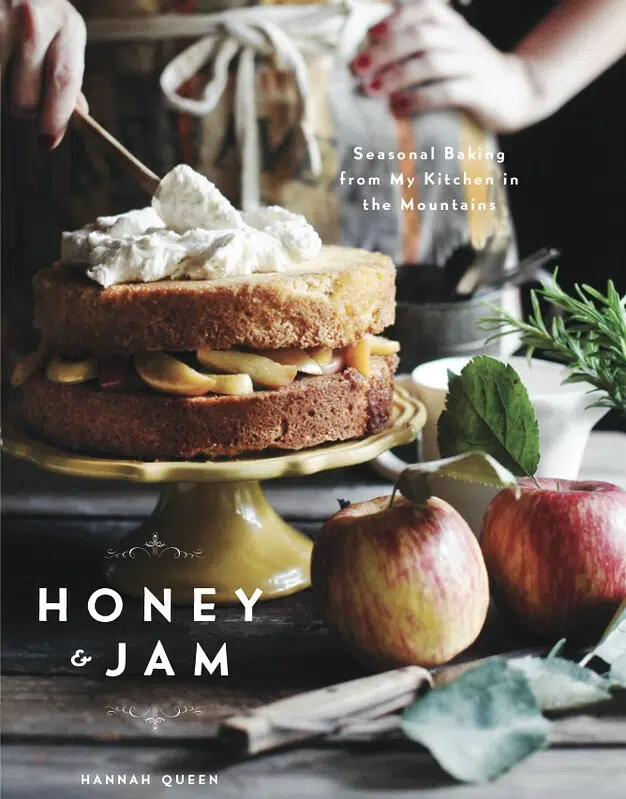 Seasonal Baking
from My Kitchen in
the Mountains
HONEY
& JAM
HANNAH QUEEN